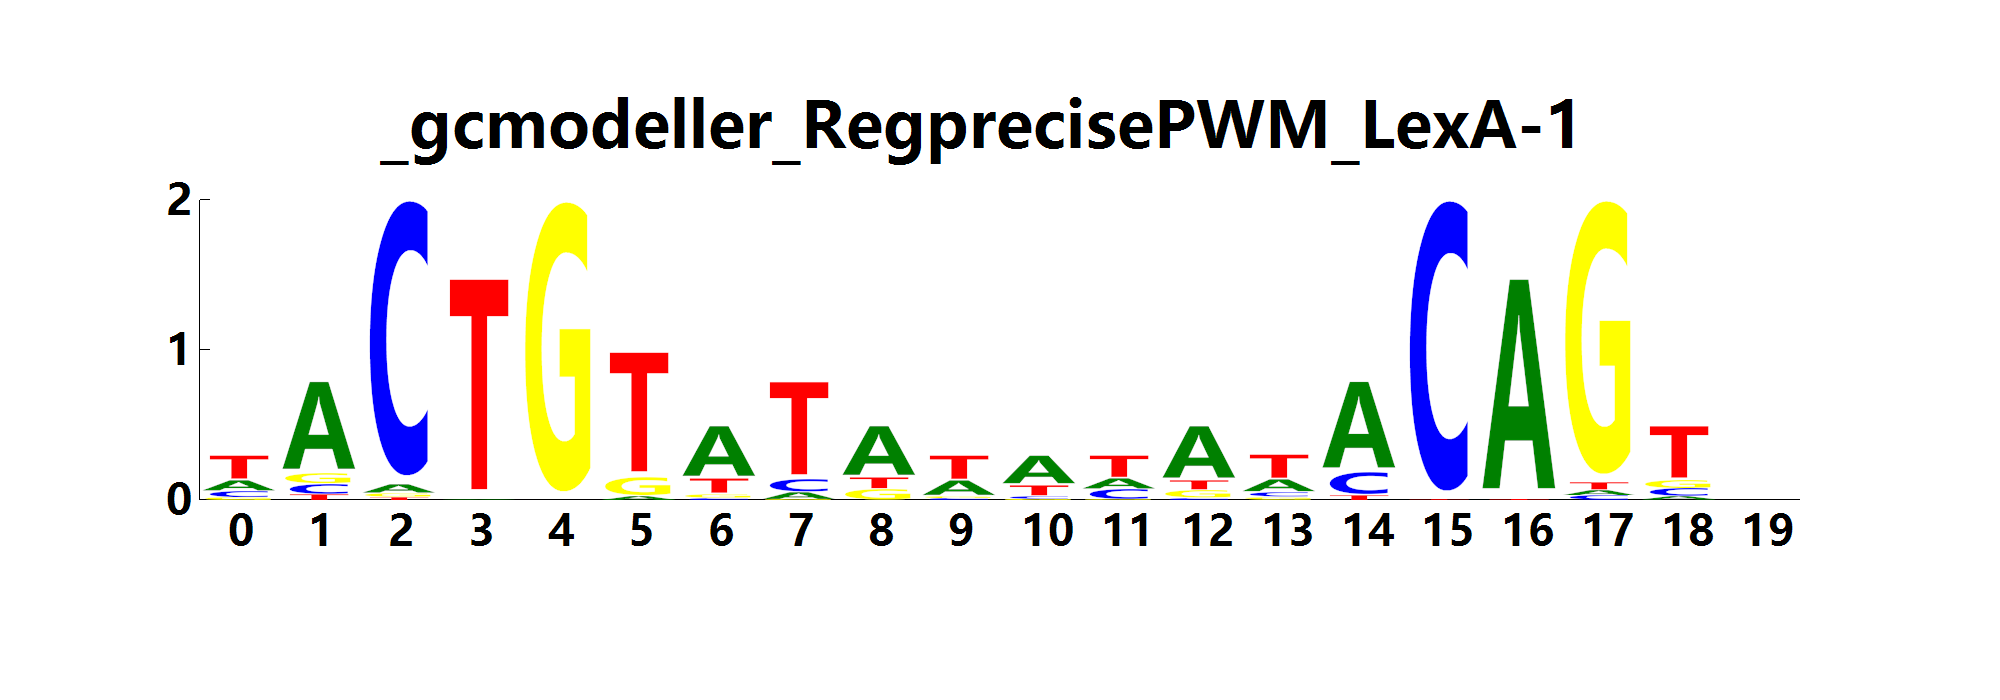 _gcmodeller_RegprecisePWM_LexA-1
2
1
0
TACTGTATATATATACAGT
0 1 2 3 4 5 6 7 8 9 10 11 12 13 14 15 16 17 18 19